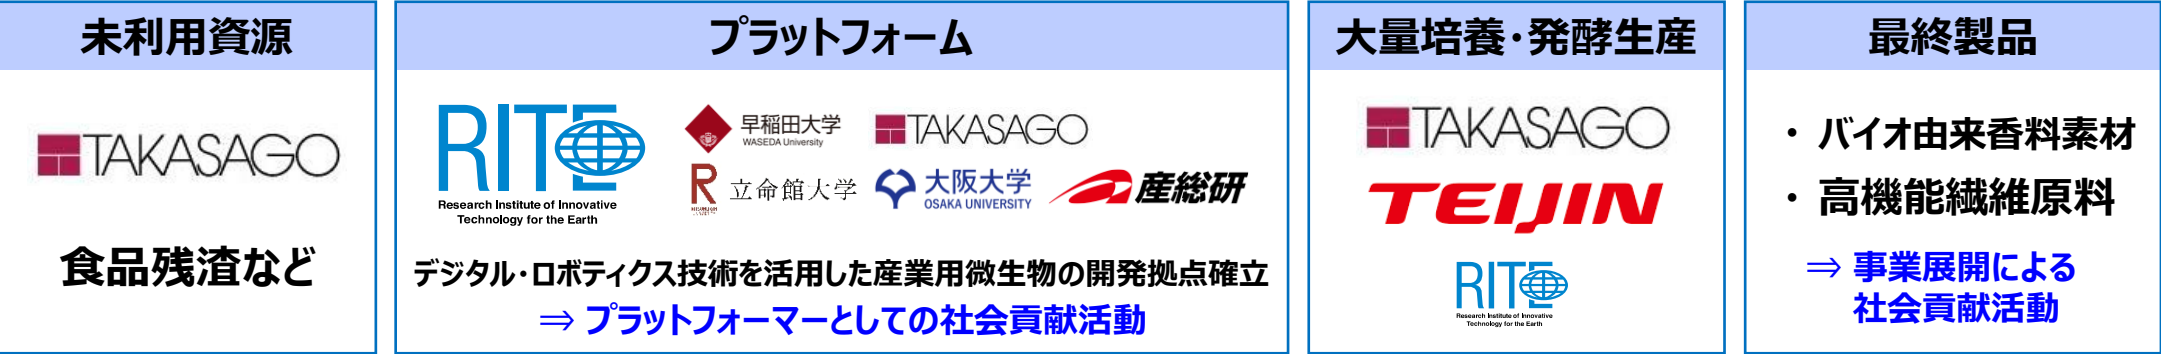 未利用資源
TAKASAGO
食品残渣など
プラットフォーム
RITE
Research Institute of Innovative
Technology for the Earth
早稲田大学
WASEDA University
TAKASAGO
R
立命館大学
大阪大学
OSAKA UNIVERSITY
産総研
デジタル・ロボティクス技術を活用した産業用微生物の開発拠点確立
⇒ プラットフォーマーとしての社会貢献活動
大量培養・発酵生産
TAKASAGO
TEIJIN
RITE
Research Institute of Innovative
Technology for the Earth
最終製品
・ バイオ由来香料素材
・ 高機能繊維原料
⇒ 事業展開による
社会貢献活動